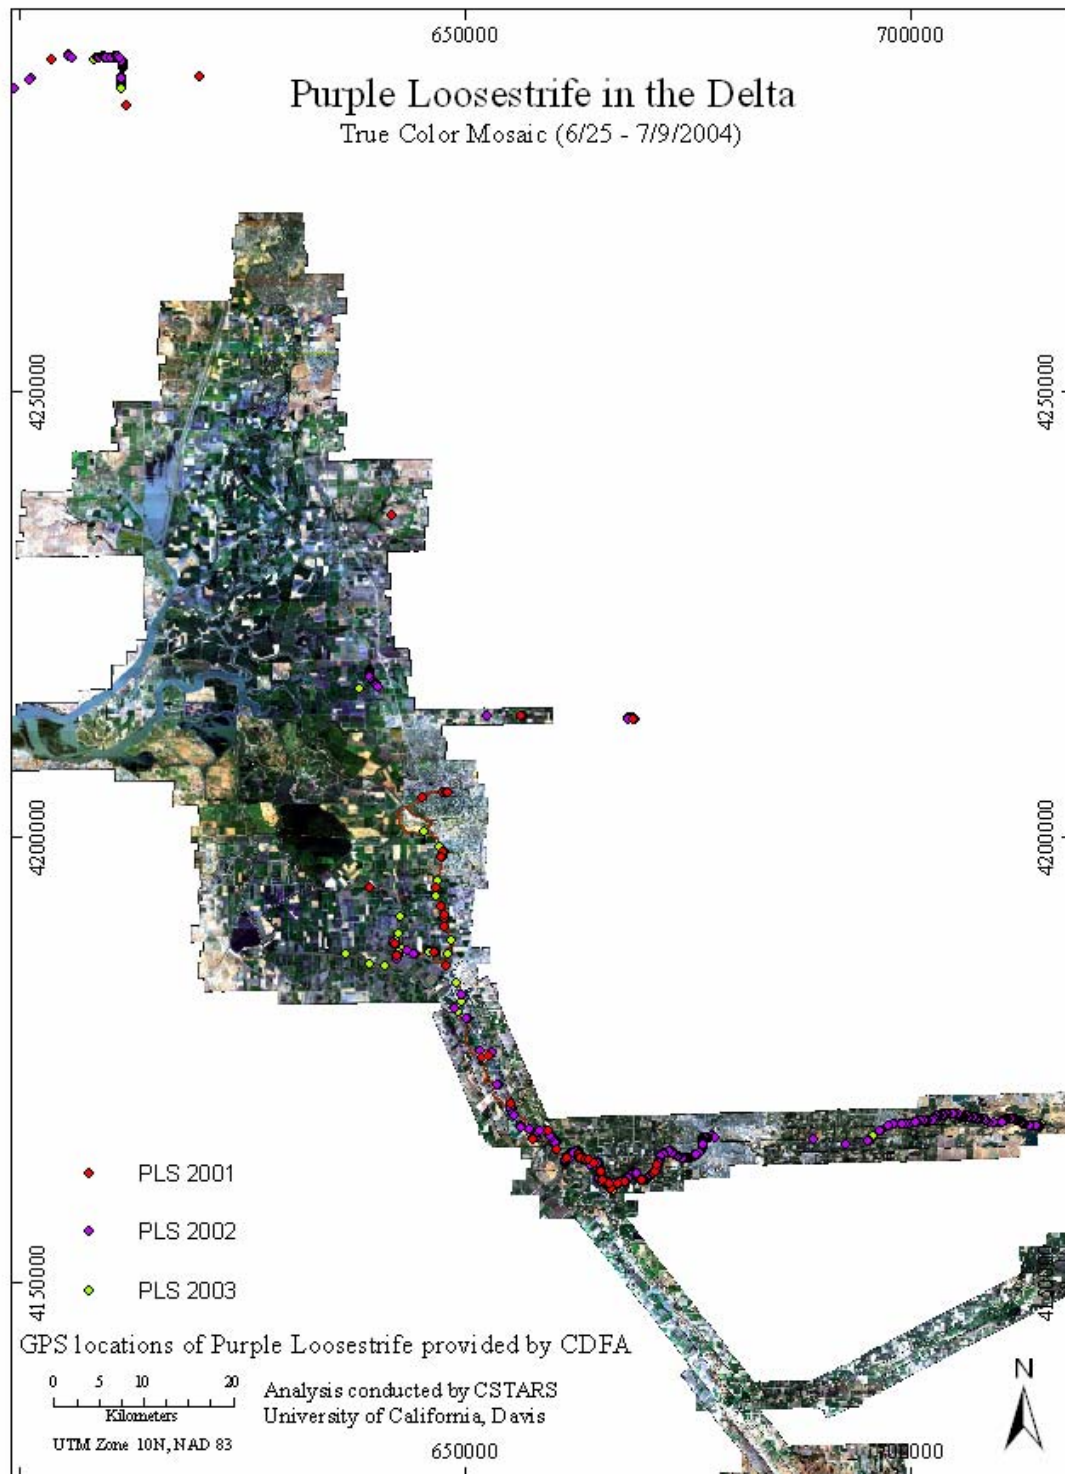 650000 700000
Purple Loosestrife in the Delta
True Color Mosaic (6/25 - 7/9/2004)
4250000 4250000
4200000 4200000
PLS 2001
PLS 2002
PLS 2003
4150000 4150000
GPS locations of Purple Loosestrife provided by CDFA
0 5 10 20
Kilometers
UTM Zone 10N, NAD 83
Analysis conducted by CSTARS
University of California, Davis
N
650000 700000